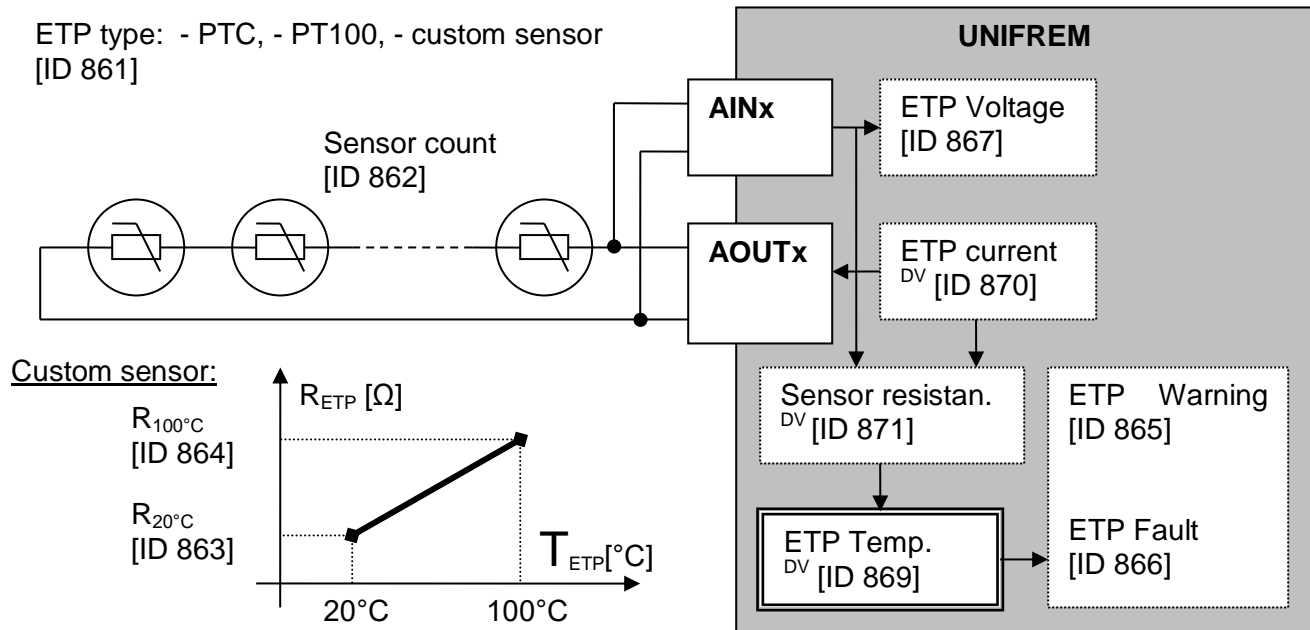 ETP type: - PTC, - PT100, - custom sensor
[ID 861]
UNIFREM
AINx
ETP Voltage
[ID 867]
Sensor count
[ID 862]
AOUTx
ETP current
DV [ID 870]
Custom sensor:
R100°C
[ID 864]
R20°C
[ID 863]
RETP [Ω]
TETP[°C]
20°C
100°C
Sensor resistan.
DV [ID 871]
ETP Warning
[ID 865]
ETP Temp.
DV [ID 869]
ETP Fault
[ID 866]